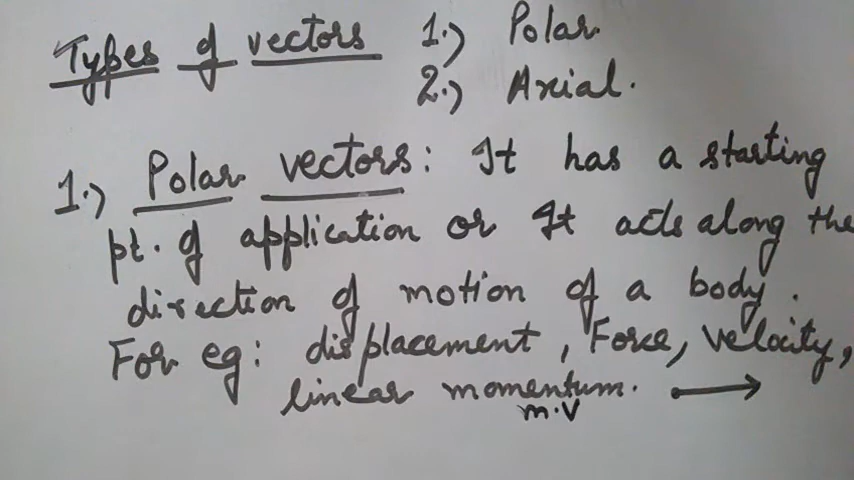 Types of vectors 1.) Polar
2.) Axial.
1.) Polar vectors: It has a starting
pt. of application or It acts along the
direction of motion of a body.
For eg: displacement, Force, velocity,
linear momentum.
m.v